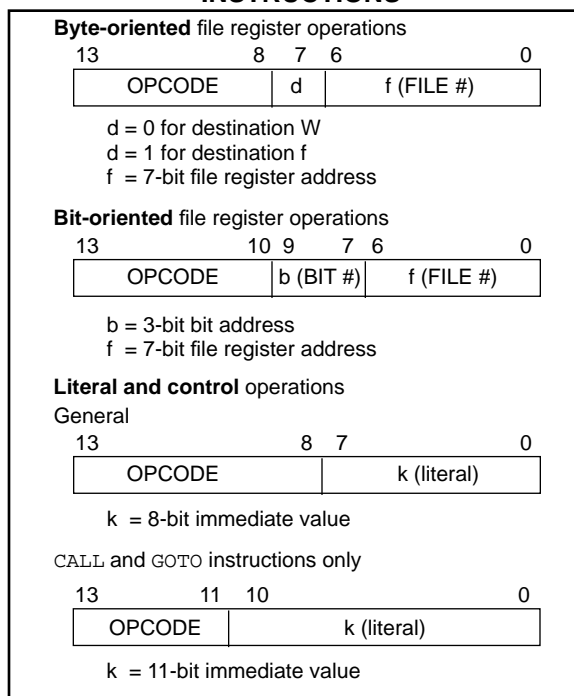 INSTRUCTIONS
Byte-oriented file register operations
13 8 7 6 0
OPCODE d f (FILE #)
d = 0 for destination W
d = 1 for destination f
f = 7-bit file register address
Bit-oriented file register operations
13 10 9 7 6 0
OPCODE b (BIT #) f (FILE #)
b = 3-bit bit address
f = 7-bit file register address
Literal and control operations
General
13 8 7 0
OPCODE k (literal)
k = 8-bit immediate value
CALL and GOTO instructions only
13 11 10 0
OPCODE k (literal)
k = 11-bit immediate value